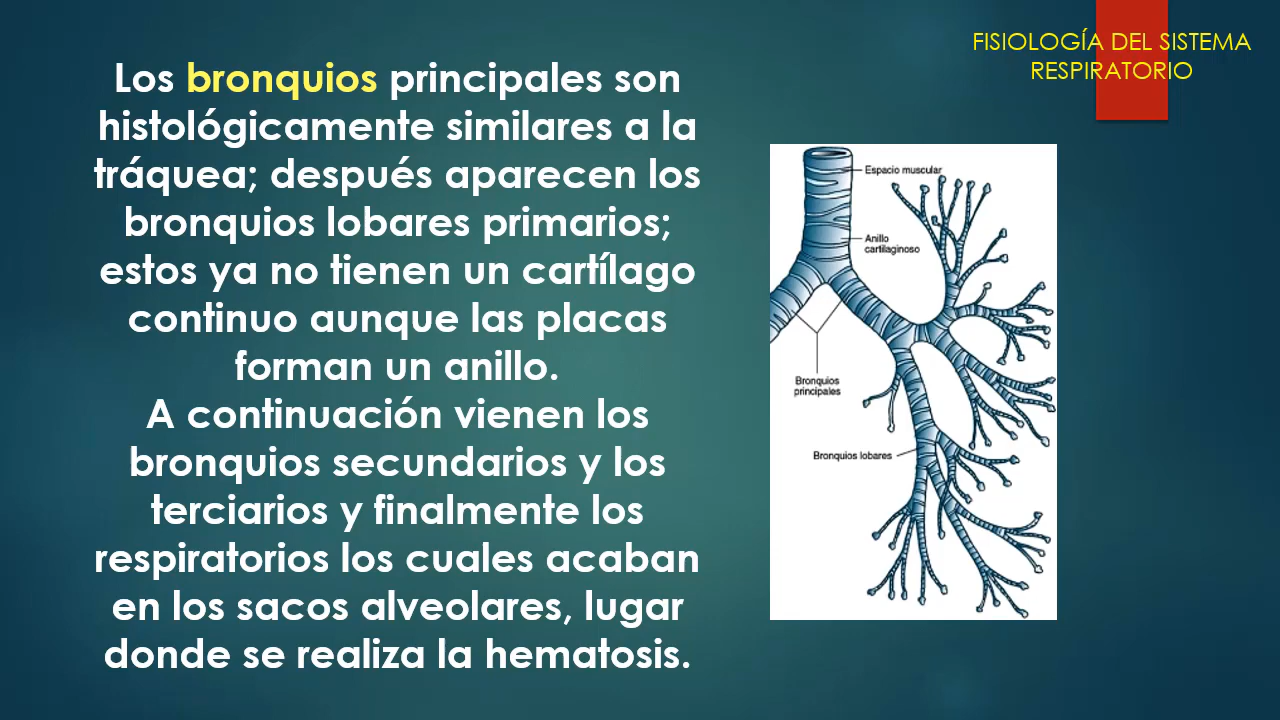 FISIOLOGÍA DEL SISTEMA
RESPIRATORIO
Los bronquios principales son
histológicamente similares a la
tráquea; después aparecen los
bronquios lobares primarios;
estos ya no tienen un cartílago
continuo aunque las placas
forman un anillo.
A continuación vienen los
bronquios secundarios y los
terciarios y finalmente los
respiratorios los cuales acaban
en los sacos alveolares, lugar
donde se realiza la hematosis.
Espacio muscular
Anillo
cartilaginoso
Bronquios
principales
Bronquios lobares